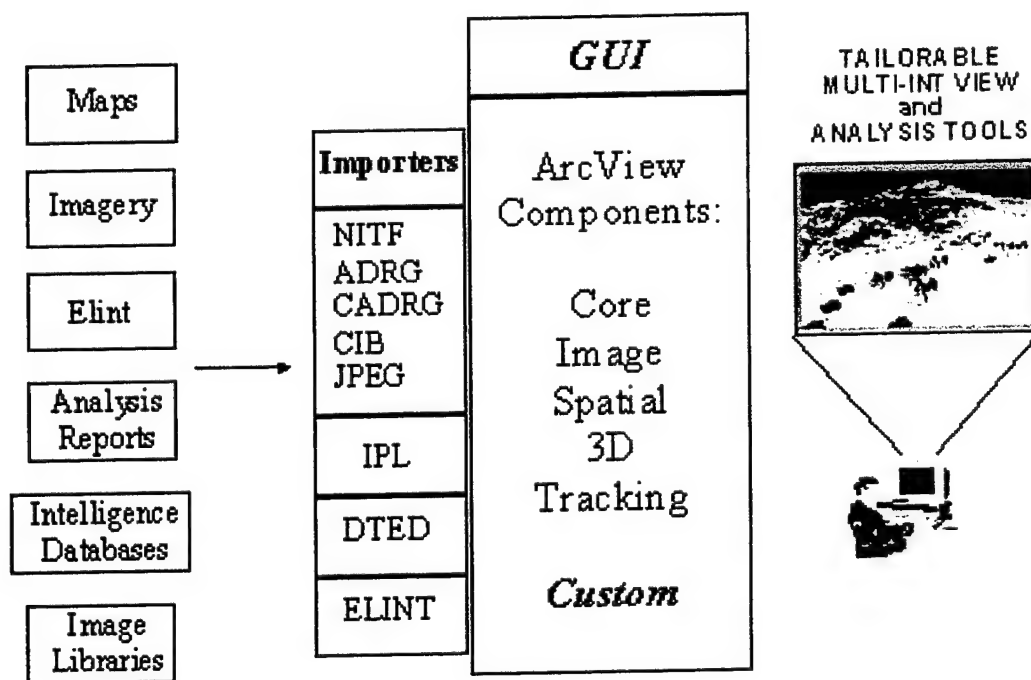 Maps
Imagery
Elint
Analysis
Reports
Intelligence
Databases
Image
Libraries
Importers
NITF
ADRG
CADRG
CIB
JPEG
IPL
DTED
ELINT
GUI
ArcView
Components:
Core
Image
Spatial
3D
Tracking
Custom
TAILORABLE
MULTI-INT VIEW
and
ANALYSIS TOOLS